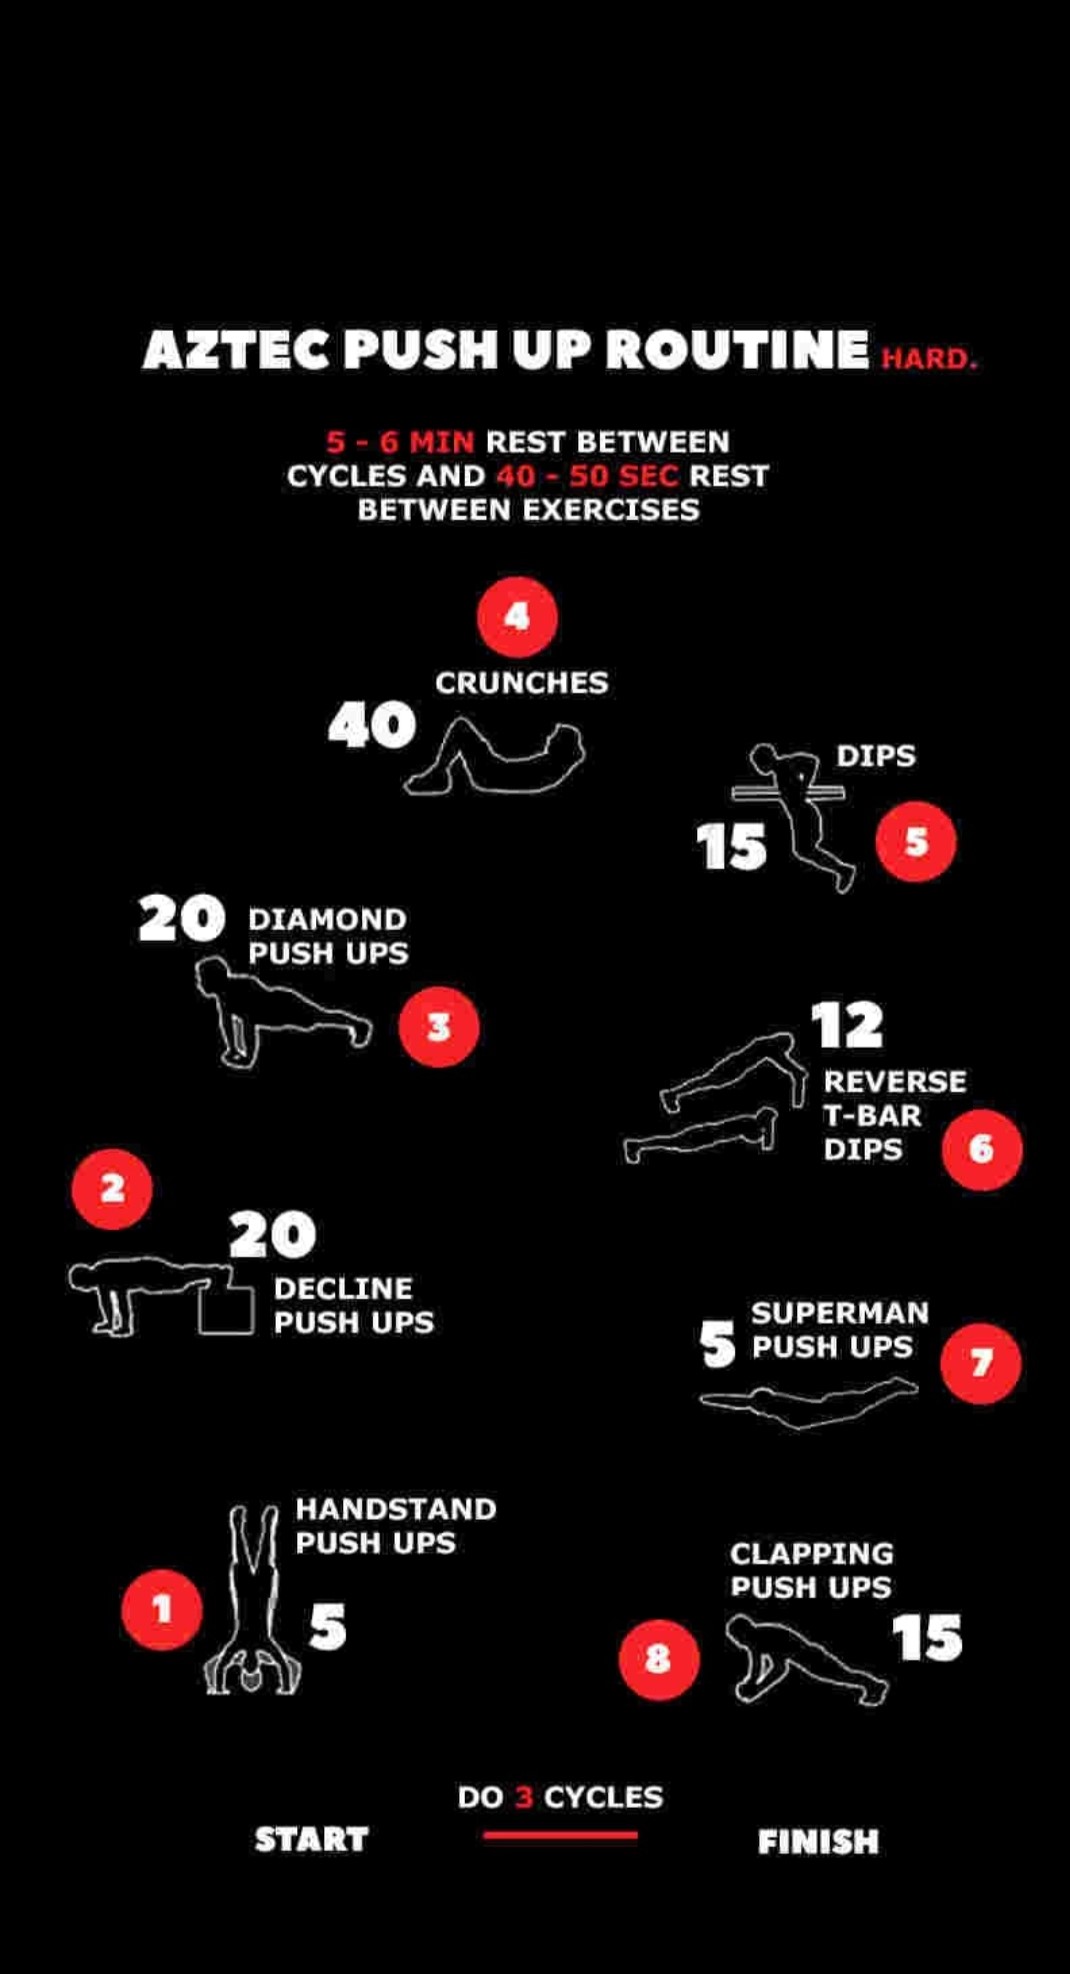 AZTEC PUSH UP ROUTINE HARD.
5 - 6 MIN REST BETWEEN
CYCLES AND 40 - 50 SEC REST
BETWEEN EXERCISES
4
CRUNCHES
40
DIPS
15
5
20 DIAMOND
PUSH UPS
3
12
REVERSE
T-BAR
DIPS
6
2
20
DECLINE
PUSH UPS
5 SUPERMAN
PUSH UPS
7
HANDSTAND
PUSH UPS
1
5
CLAPPING
PUSH UPS
15
8
DO 3 CYCLES
START
FINISH